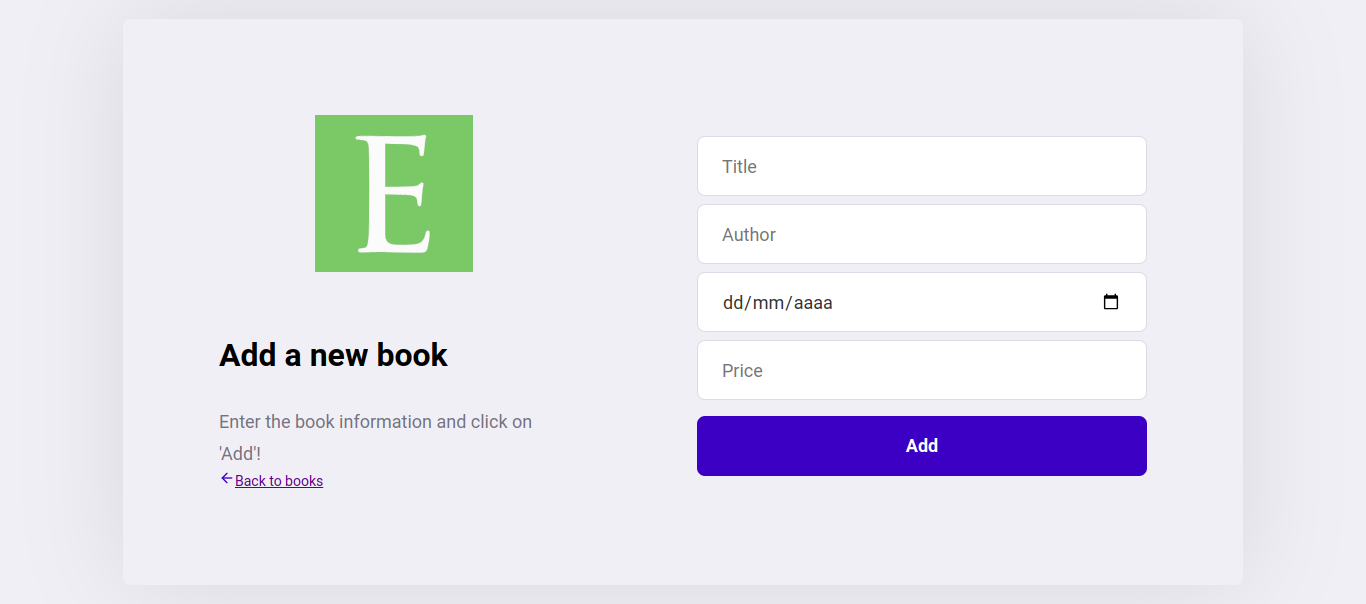 E
Add a new book
Enter the book information and click on
'Add'!
Back to books
Title
Author
dd/mm/aaaa
Price
Add